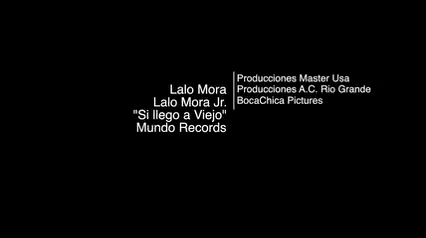 Lalo Mora
Lalo Mora Jr.
"Si llego a Viejo"
Mundo Records
Producciones Master Usa
Producciones A.C. Rio Grande
BocaChica Pictures